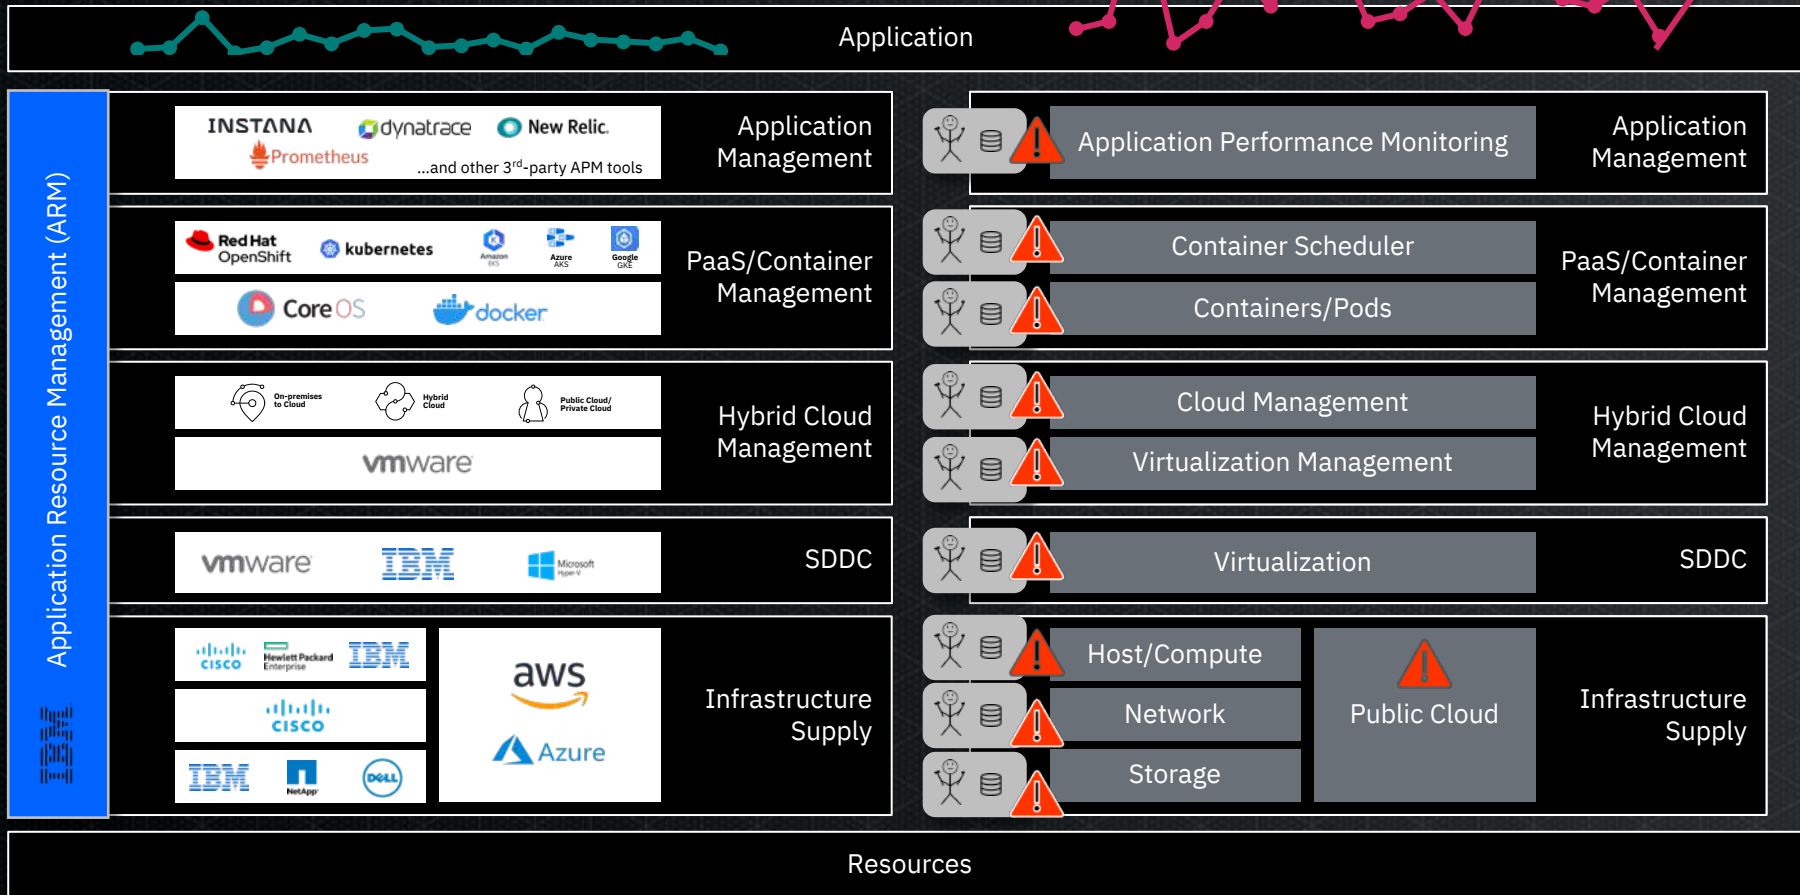 Application
Application Resource Management (ARM)
IBM
INSTANA
dynatrace
New Relic.
Prometheus
...and other 3rd-party APM tools
Application
Management
Red Hat
OpenShift
kubernetes
Amazon
EKS
Azure
AKS
Google
GKE
CoreOS
docker
PaaS/Container
Management
On-premises
to Cloud
Hybrid
Cloud
Public Cloud/
Private Cloud
vmware
Hybrid Cloud
Management
vmware
IBM
Microsoft
Hyper-V
SDDC
CISCO
Hewlett Packard
Enterprise
IBM
CISCO
IBM
NetApp
DELL
aws
Azure
Infrastructure
Supply
Application Performance Monitoring
Application
Management
Container Scheduler
Containers/Pods
PaaS/Container
Management
Cloud Management
Virtualization Management
Hybrid Cloud
Management
Virtualization
SDDC
Host/Compute
Network
Storage
Public Cloud
Infrastructure
Supply
Resources